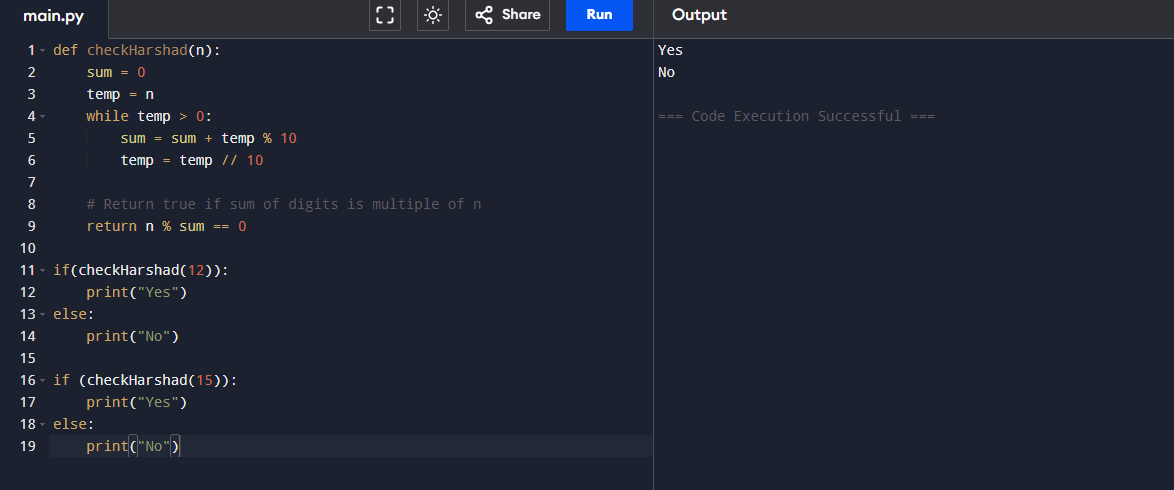 main.py Share Run Output
1 def checkHarshad(n):
2     sum = 0
3     temp = n
4     while temp > 0:
5         sum = sum + temp % 10
6         temp = temp // 10
7
8     # Return true if sum of digits is multiple of n
9     return n % sum == 0
10
11 if(checkHarshad(12)):
12     print("Yes")
13 else:
14     print("No")
15
16 if (checkHarshad(15)):
17     print("Yes")
18 else:
19     print("No")
Yes
No
=== Code Execution Successful ===